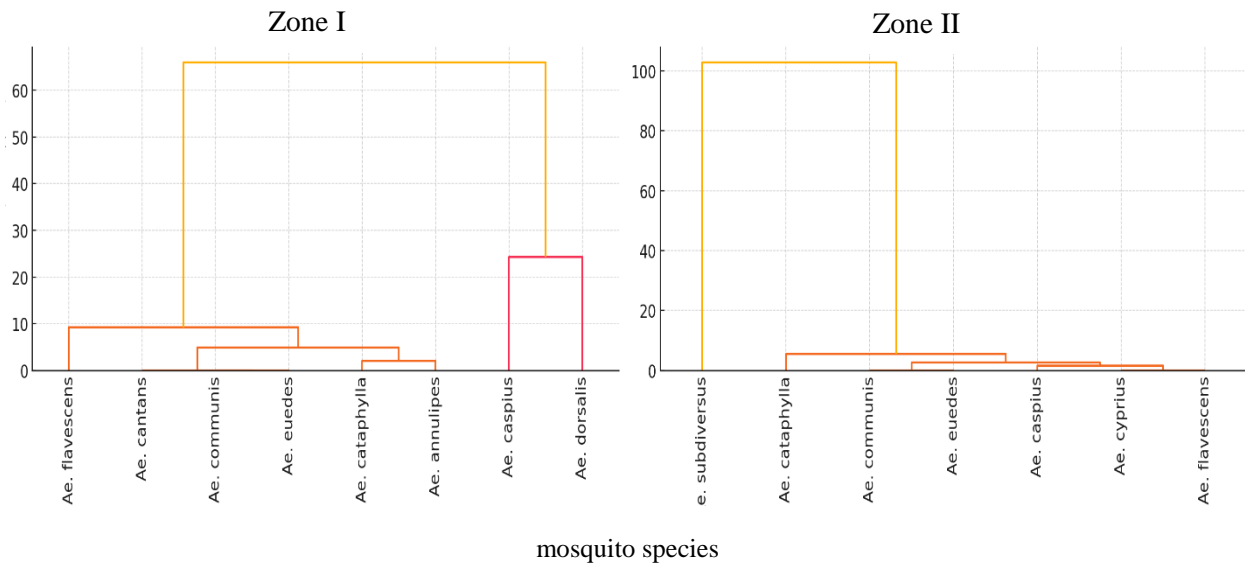 Zone I
60
50
40
30
20
10
0
Ae. flavescens
Ae. cantans
Ae. communis
Ae. euedes
Ae. cataphylla
Ae. annulipes
Ae. caspius
Ae. dorsalis
Zone II
100
80
60
40
20
0
e. subdiversus
Ae. cataphylla
Ae. communis
Ae. euedes
Ae. caspius
Ae. cyprius
Ae. flavescens
mosquito species